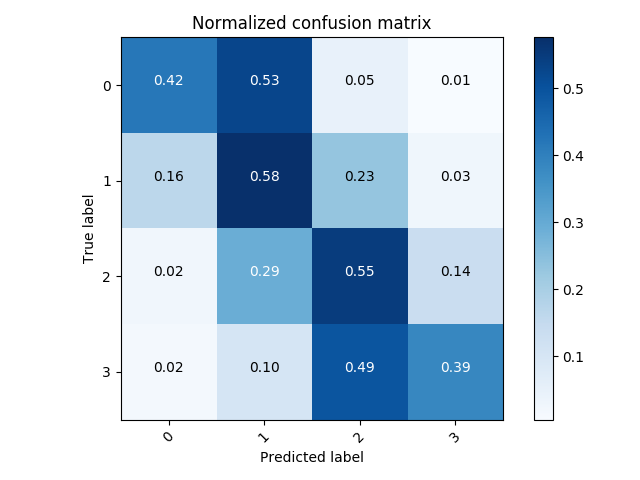 Normalized confusion matrix
0 0.42 0.53 0.05 0.01
1 0.16 0.58 0.23 0.03
2 0.02 0.29 0.55 0.14
3 0.02 0.10 0.49 0.39
True label
0 1 2 3
Predicted label
0.5
0.4
0.3
0.2
0.1